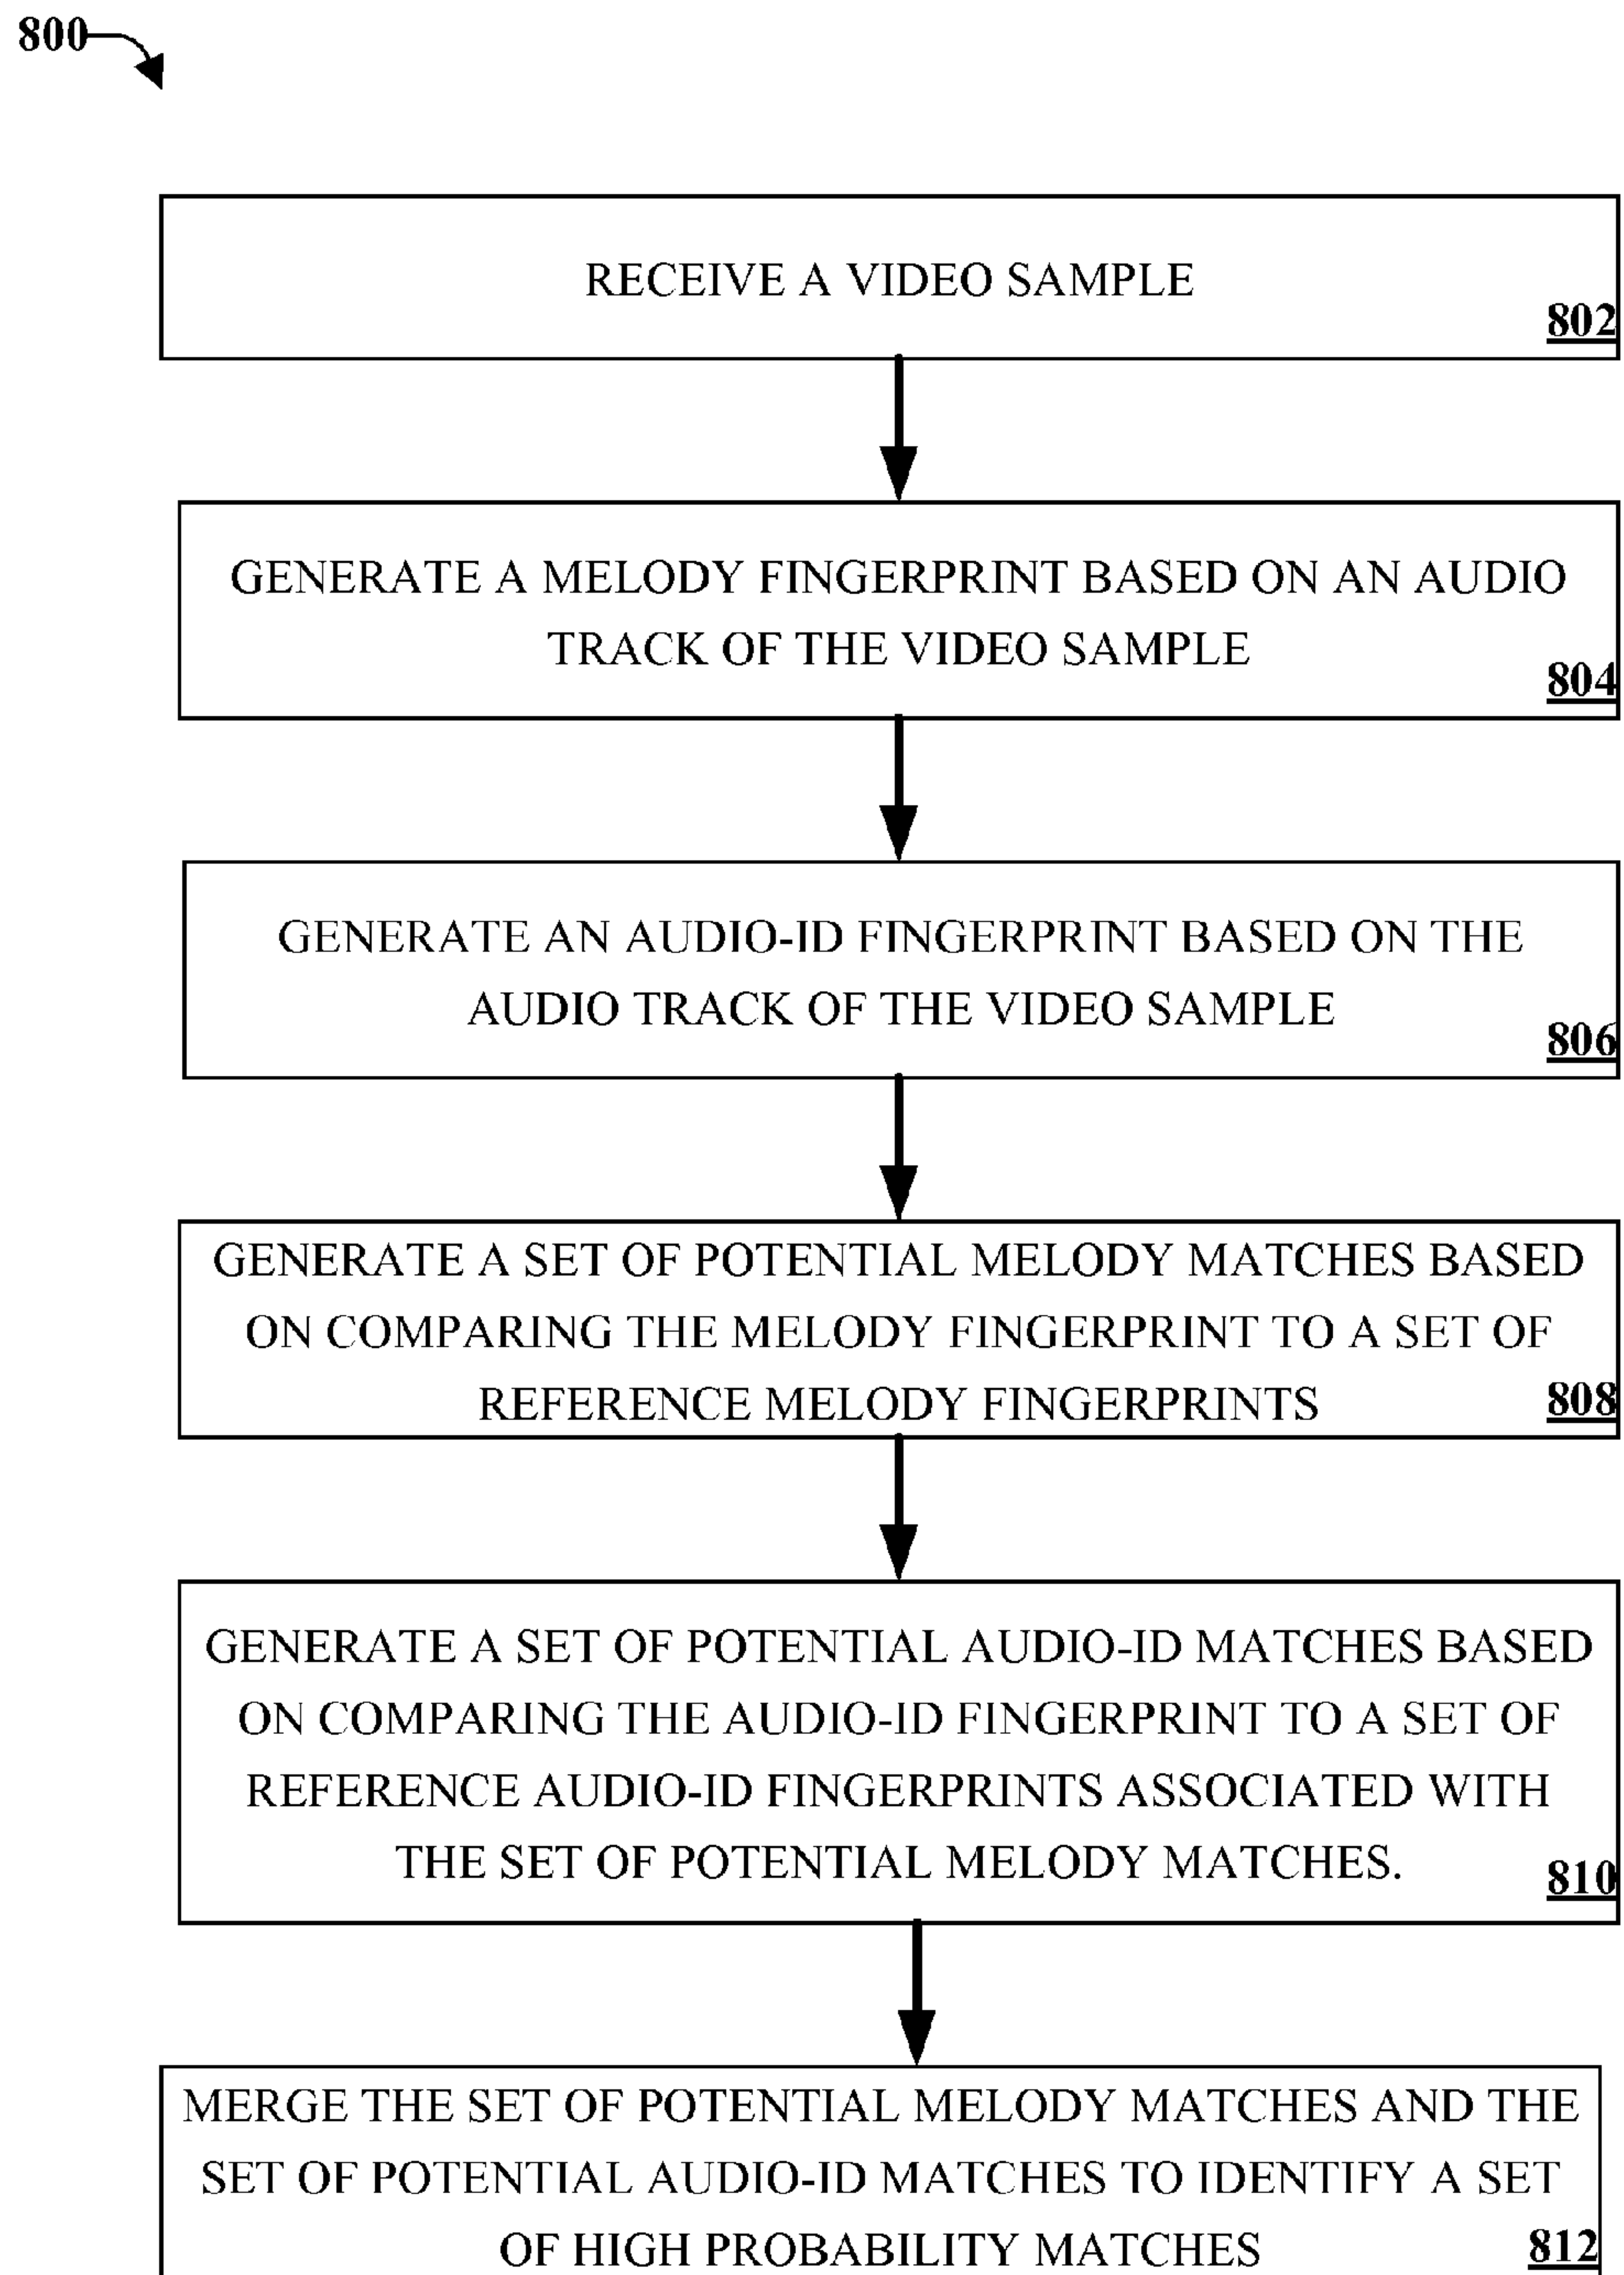 800
RECEIVE A VIDEO SAMPLE
802
GENERATE A MELODY FINGERPRINT BASED ON AN AUDIO
TRACK OF THE VIDEO SAMPLE
804
GENERATE AN AUDIO-ID FINGERPRINT BASED ON THE
AUDIO TRACK OF THE VIDEO SAMPLE
806
GENERATE A SET OF POTENTIAL MELODY MATCHES BASED
ON COMPARING THE MELODY FINGERPRINT TO A SET OF
REFERENCE MELODY FINGERPRINTS
808
GENERATE A SET OF POTENTIAL AUDIO-ID MATCHES BASED
ON COMPARING THE AUDIO-ID FINGERPRINT TO A SET OF
REFERENCE AUDIO-ID FINGERPRINTS ASSOCIATED WITH
THE SET OF POTENTIAL MELODY MATCHES.
810
MERGE THE SET OF POTENTIAL MELODY MATCHES AND THE
SET OF POTENTIAL AUDIO-ID MATCHES TO IDENTIFY A SET
OF HIGH PROBABILITY MATCHES
812